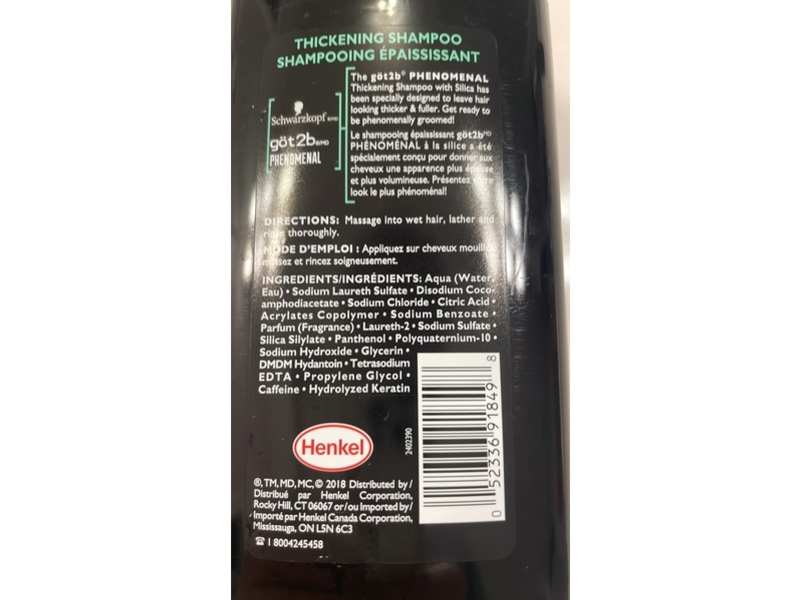 THICKENING SHAMPOO
SHAMPOOING ÉPAISSISSANT
Schwarzkopf ®/MD
göt2b®/MD
PHENOMENAL
The göt2b® PHENOMENAL
Thickening Shampoo with Silica has
been specially designed to leave hair
looking thicker & fuller. Get ready to
be phenomenally groomed!
Le shampooing épaississant göt2bMD
PHÉNOMÉNAL à la silice a été
spécialement conçu pour donner aux
cheveux une apparence plus épaisse
et plus volumineuse. Présentez votre
look le plus phénoménal!
DIRECTIONS: Massage into wet hair, lather and
rinse thoroughly.
MODE D'EMPLOI : Appliquez sur cheveux mouillés,
massez et rincez soigneusement.
INGREDIENTS/INGRÉDIENTS: Aqua (Water,
Eau) • Sodium Laureth Sulfate • Disodium Coco-
amphodiacetate • Sodium Chloride • Citric Acid •
Acrylates Copolymer • Sodium Benzoate •
Parfum (Fragrance) • Laureth-2 • Sodium Sulfate •
Silica Silylate • Panthenol • Polyquaternium-10 •
Sodium Hydroxide • Glycerin •
DMDM Hydantoin • Tetrasodium
EDTA • Propylene Glycol •
Caffeine • Hydrolyzed Keratin
Henkel
2402390
0 52336 91849 8
®, TM, MD, MC, © 2018 Distributed by/
Distribué par Henkel Corporation,
Rocky Hill, CT 06067 or/ou Imported by/
Importé par Henkel Canada Corporation,
Mississauga, ON L5N 6C3
☎ 1 8004245458